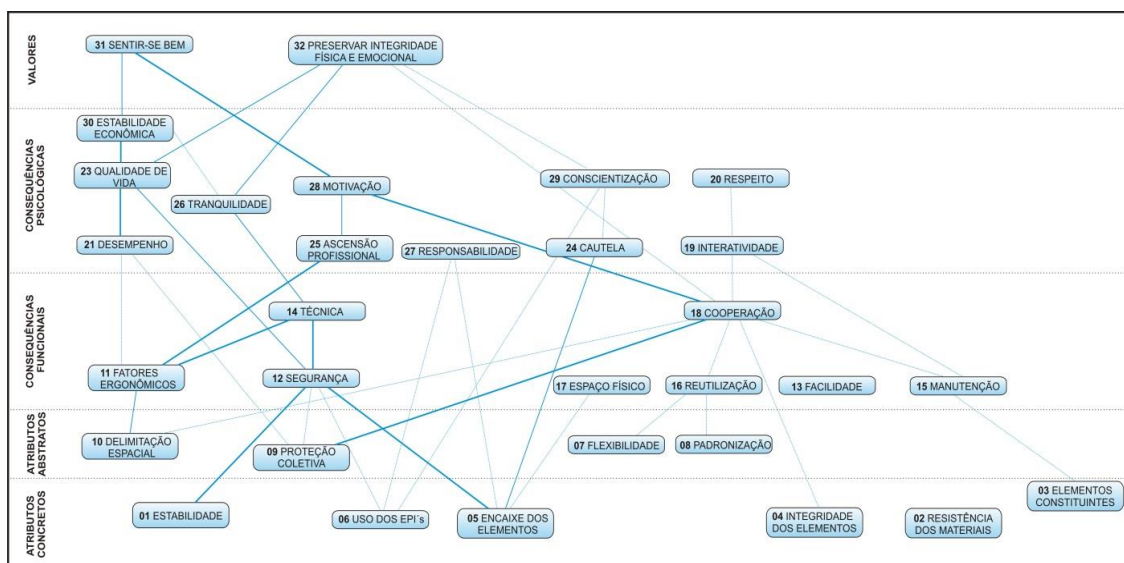 VALORES
31 SENTIR-SE BEM
32 PRESERVAR INTEGRIDADE
FÍSICA E EMOCIONAL
CONSEQUÊNCIAS
PSICOLÓGICAS
30 ESTABILIDADE
ECONÔMICA
23 QUALIDADE DE
VIDA
28 MOTIVAÇÃO
29 CONSCIENTIZAÇÃO
20 RESPEITO
26 TRANQUILIDADE
21 DESEMPENHO
25 ASCENSÃO
PROFISSIONAL
27 RESPONSABILIDADE
24 CAUTELA
19 INTERATIVIDADE
CONSEQUÊNCIAS
FUNCIONAIS
14 TÉCNICA
18 COOPERAÇÃO
11 FATORES
ERGONÔMICOS
12 SEGURANÇA
17 ESPAÇO FÍSICO
16 REUTILIZAÇÃO
13 FACILIDADE
15 MANUTENÇÃO
ATRIBUTOS
ABSTRATOS
10 DELIMITAÇÃO
ESPACIAL
09 PROTEÇÃO
COLETIVA
07 FLEXIBILIDADE
08 PADRONIZAÇÃO
ATRIBUTOS
CONCRETOS
01 ESTABILIDADE
06 USO DOS EPI´s
05 ENCAIXE DOS
ELEMENTOS
04 INTEGRIDADE
DOS ELEMENTOS
02 RESISTÊNCIA
DOS MATERIAIS
03 ELEMENTOS
CONSTITUINTES